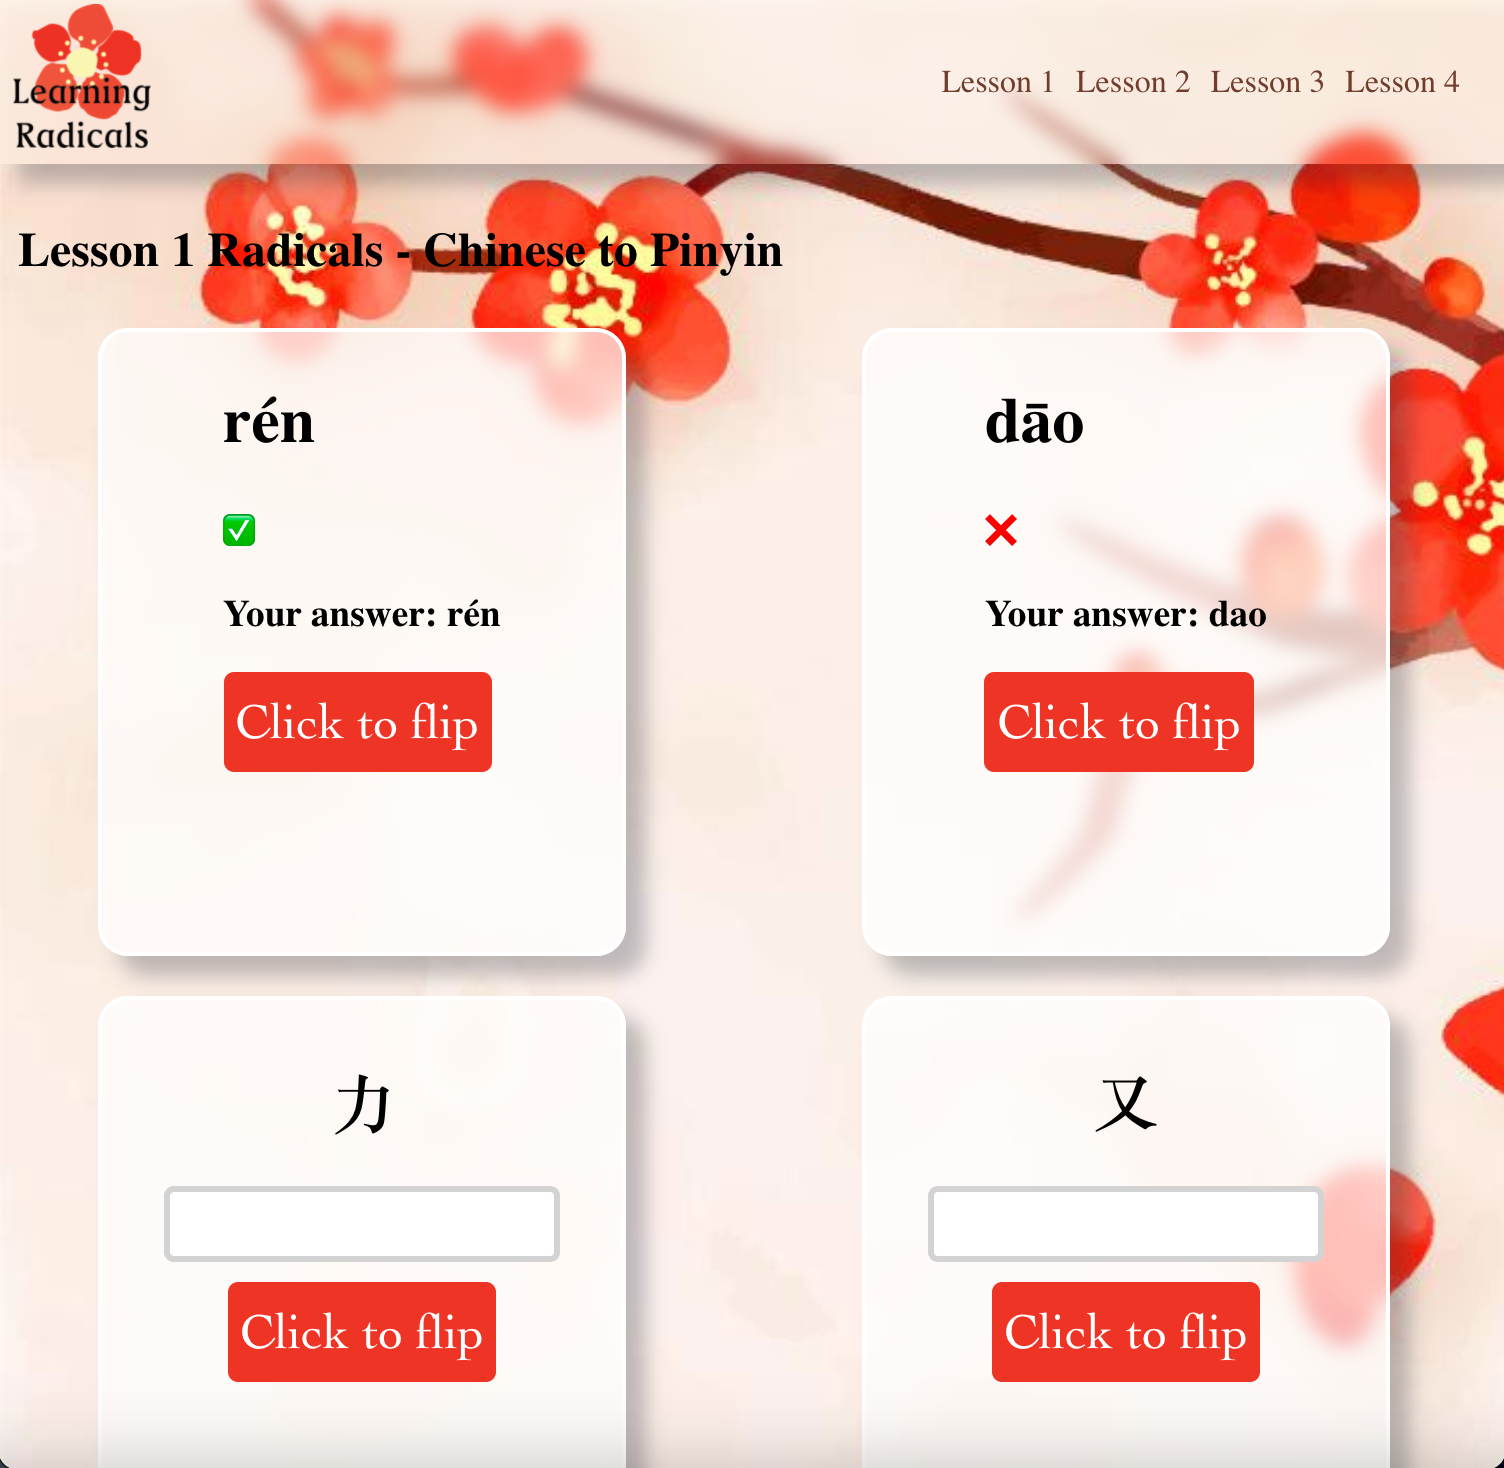 Learning
Radicals
Lesson 1 Lesson 2 Lesson 3 Lesson 4
Lesson 1 Radicals - Chinese to Pinyin
rén
✅
Your answer: rén
Click to flip
dāo
❌
Your answer: dao
Click to flip
力
Click to flip
又
Click to flip